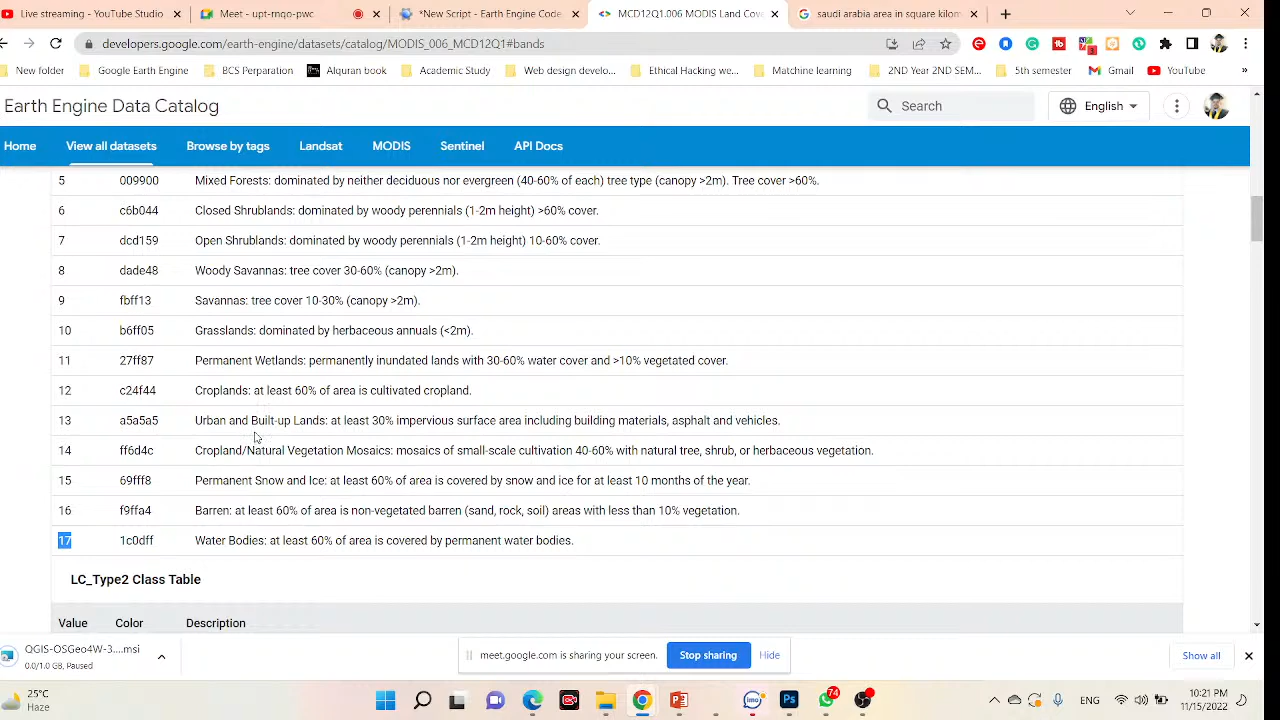 Live streaming - YouTube Studio
Meet - upt-rnqo-pwc
*New Script - Earth Engine Code
MCD12Q1.006 MODIS Land Cove
saudi arabia area in square kilom
developers.google.com/earth-engine/datasets/catalog/MODIS_006_MCD12Q1#bands
New folder
Google Earth Engine
BCS Perparation
Alquran book
Academic Study
Web design develo...
Ethical Hacking we...
Matchine learning
2ND Year 2ND SEM...
5th semester
Gmail
YouTube
»
Earth Engine Data Catalog
Search
English
Home
View all datasets
Browse by tags
Landsat
MODIS
Sentinel
API Docs
5 009900 Mixed Forests: dominated by neither deciduous nor evergreen (40-60% of each) tree type (canopy >2m). Tree cover >60%.
6 c6b044 Closed Shrublands: dominated by woody perennials (1-2m height) >60% cover.
7 dcd159 Open Shrublands: dominated by woody perennials (1-2m height) 10-60% cover.
8 dade48 Woody Savannas: tree cover 30-60% (canopy >2m).
9 fbff13 Savannas: tree cover 10-30% (canopy >2m).
10 b6ff05 Grasslands: dominated by herbaceous annuals (<2m).
11 27ff87 Permanent Wetlands: permanently inundated lands with 30-60% water cover and >10% vegetated cover.
12 c24f44 Croplands: at least 60% of area is cultivated cropland.
13 a5a5a5 Urban and Built-up Lands: at least 30% impervious surface area including building materials, asphalt and vehicles.
14 ff6d4c Cropland/Natural Vegetation Mosaics: mosaics of small-scale cultivation 40-60% with natural tree, shrub, or herbaceous vegetation.
15 69fff8 Permanent Snow and Ice: at least 60% of area is covered by snow and ice for at least 10 months of the year.
16 f9ffa4 Barren: at least 60% of area is non-vegetated barren (sand, rock, soil) areas with less than 10% vegetation.
17 1c0dff Water Bodies: at least 60% of area is covered by permanent water bodies.
LC_Type2 Class Table
Value Color Description
QGIS-OSGeo4W-3....msi
0.0/1.0 GB, Paused
meet.google.com is sharing your screen.
Stop sharing
Hide
Show all
25°C
Haze
74
ENG
10:21 PM
11/15/2022